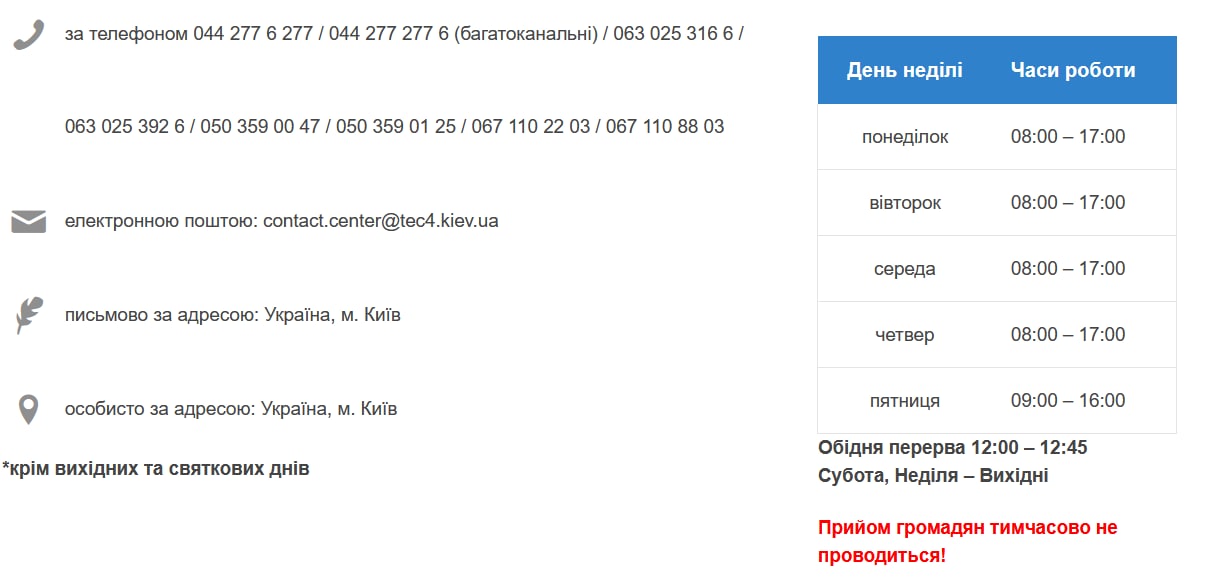 за телефоном 044 277 6 277 / 044 277 277 6 (багатоканальні) / 063 025 316 6 /
063 025 392 6 / 050 359 00 47 / 050 359 01 25 / 067 110 22 03 / 067 110 88 03
електронною поштою: contact.center@tec4.kiev.ua
письмово за адресою: Україна, м. Київ
особисто за адресою: Україна, м. Київ
*крім вихідних та святкових днів
День неділі Часи роботи
понеділок 08:00 – 17:00
вівторок 08:00 – 17:00
середа 08:00 – 17:00
четвер 08:00 – 17:00
пятниця 09:00 – 16:00
Обідня перерва 12:00 – 12:45
Субота, Неділя – Вихідні
Прийом громадян тимчасово не
проводиться!